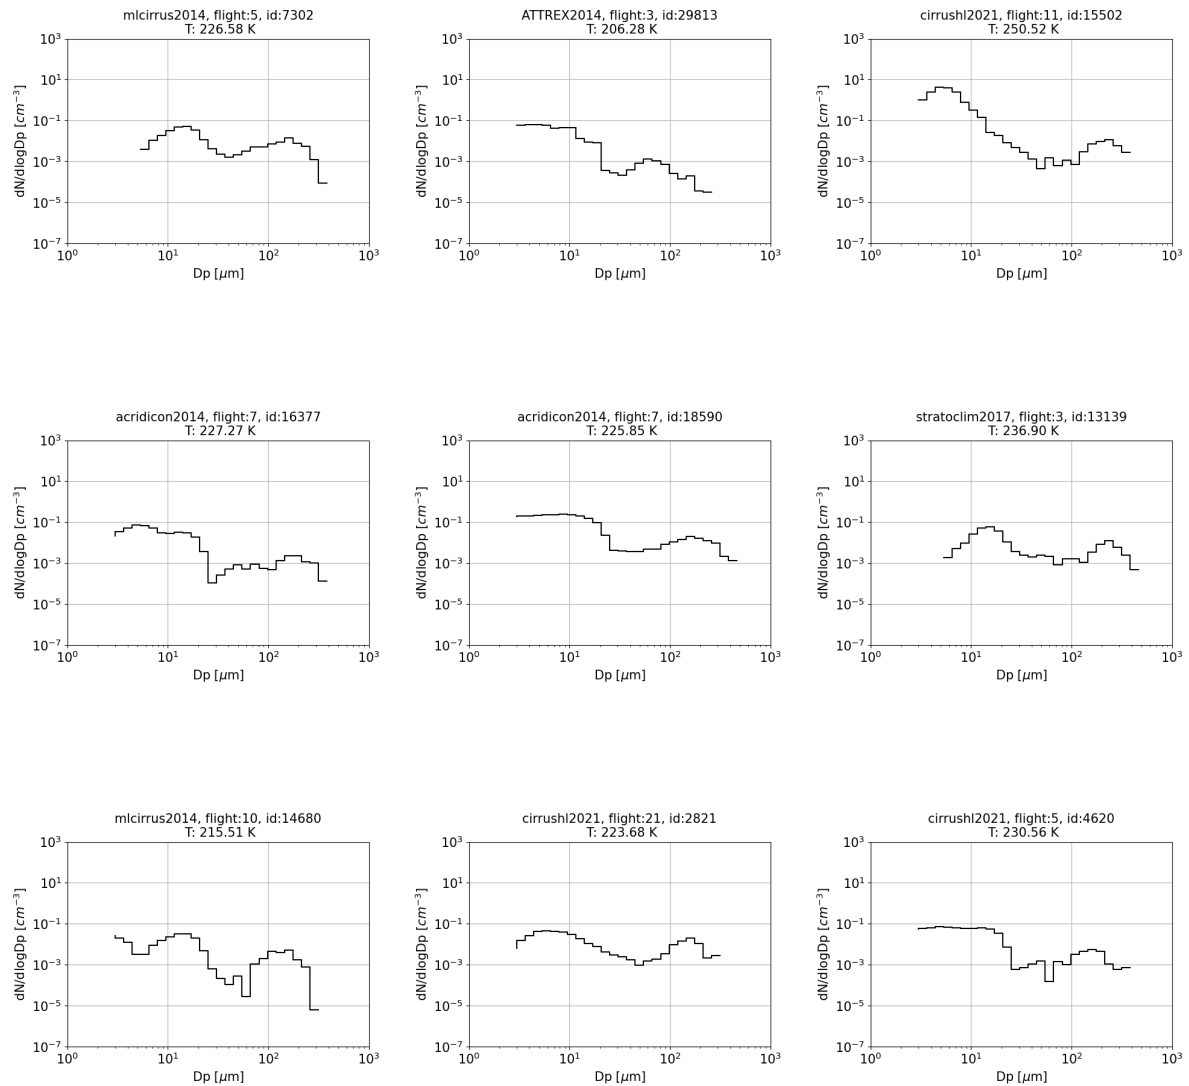 mlcirrus2014, flight:5, id:7302
T: 226.58 K
dN/dlogDp [cm⁻³]
10³
10¹
10⁻¹
10⁻³
10⁻⁵
10⁻⁷
10⁰ 10¹ 10² 10³
Dp [μm]
ATTREX2014, flight:3, id:29813
T: 206.28 K
dN/dlogDp [cm⁻³]
10³
10¹
10⁻¹
10⁻³
10⁻⁵
10⁻⁷
10⁰ 10¹ 10² 10³
Dp [μm]
cirrushl2021, flight:11, id:15502
T: 250.52 K
dN/dlogDp [cm⁻³]
10³
10¹
10⁻¹
10⁻³
10⁻⁵
10⁻⁷
10⁰ 10¹ 10² 10³
Dp [μm]
acridicon2014, flight:7, id:16377
T: 227.27 K
dN/dlogDp [cm⁻³]
10³
10¹
10⁻¹
10⁻³
10⁻⁵
10⁻⁷
10⁰ 10¹ 10² 10³
Dp [μm]
acridicon2014, flight:7, id:18590
T: 225.85 K
dN/dlogDp [cm⁻³]
10³
10¹
10⁻¹
10⁻³
10⁻⁵
10⁻⁷
10⁰ 10¹ 10² 10³
Dp [μm]
stratoclim2017, flight:3, id:13139
T: 236.90 K
dN/dlogDp [cm⁻³]
10³
10¹
10⁻¹
10⁻³
10⁻⁵
10⁻⁷
10⁰ 10¹ 10² 10³
Dp [μm]
mlcirrus2014, flight:10, id:14680
T: 215.51 K
dN/dlogDp [cm⁻³]
10³
10¹
10⁻¹
10⁻³
10⁻⁵
10⁻⁷
10⁰ 10¹ 10² 10³
Dp [μm]
cirrushl2021, flight:21, id:2821
T: 223.68 K
dN/dlogDp [cm⁻³]
10³
10¹
10⁻¹
10⁻³
10⁻⁵
10⁻⁷
10⁰ 10¹ 10² 10³
Dp [μm]
cirrushl2021, flight:5, id:4620
T: 230.56 K
dN/dlogDp [cm⁻³]
10³
10¹
10⁻¹
10⁻³
10⁻⁵
10⁻⁷
10⁰ 10¹ 10² 10³
Dp [μm]